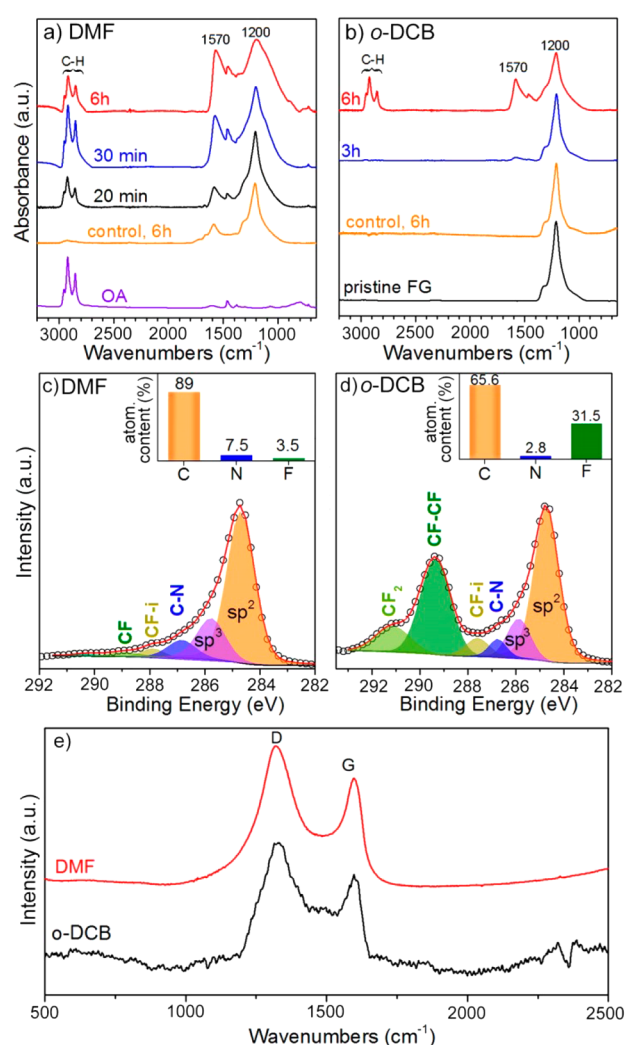 a) DMF
1570
1200
C-H
6h
30 min
20 min
control, 6h
OA
Absorbance (a.u.)
3000 2500 2000 1500 1000
Wavenumbers (cm-1)
b) o-DCB
1200
1570
C-H
6h
3h
control, 6h
pristine FG
3000 2500 2000 1500 1000
Wavenumbers (cm-1)
c) DMF
atom.
content (%)
89
7.5
3.5
C N F
Intensity (a.u.)
CF
CF-i
C-N
sp3
sp2
292 290 288 286 284 282
Binding Energy (eV)
d) o-DCB
atom.
content (%)
65.6
2.8
31.5
C N F
CF2
CF-CF
CF-i
C-N
sp3
sp2
292 290 288 286 284 282
Binding Energy (eV)
e)
D
G
DMF
o-DCB
Intensity (a.u.)
500 1000 1500 2000 2500
Wavenumbers (cm-1)